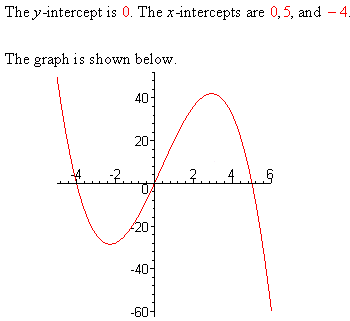 The y-intercept is 0. The x-intercepts are 0, 5, and − 4.
The graph is shown below.
40
20
-4 -2 0 2 4 6
-20
-40
-60